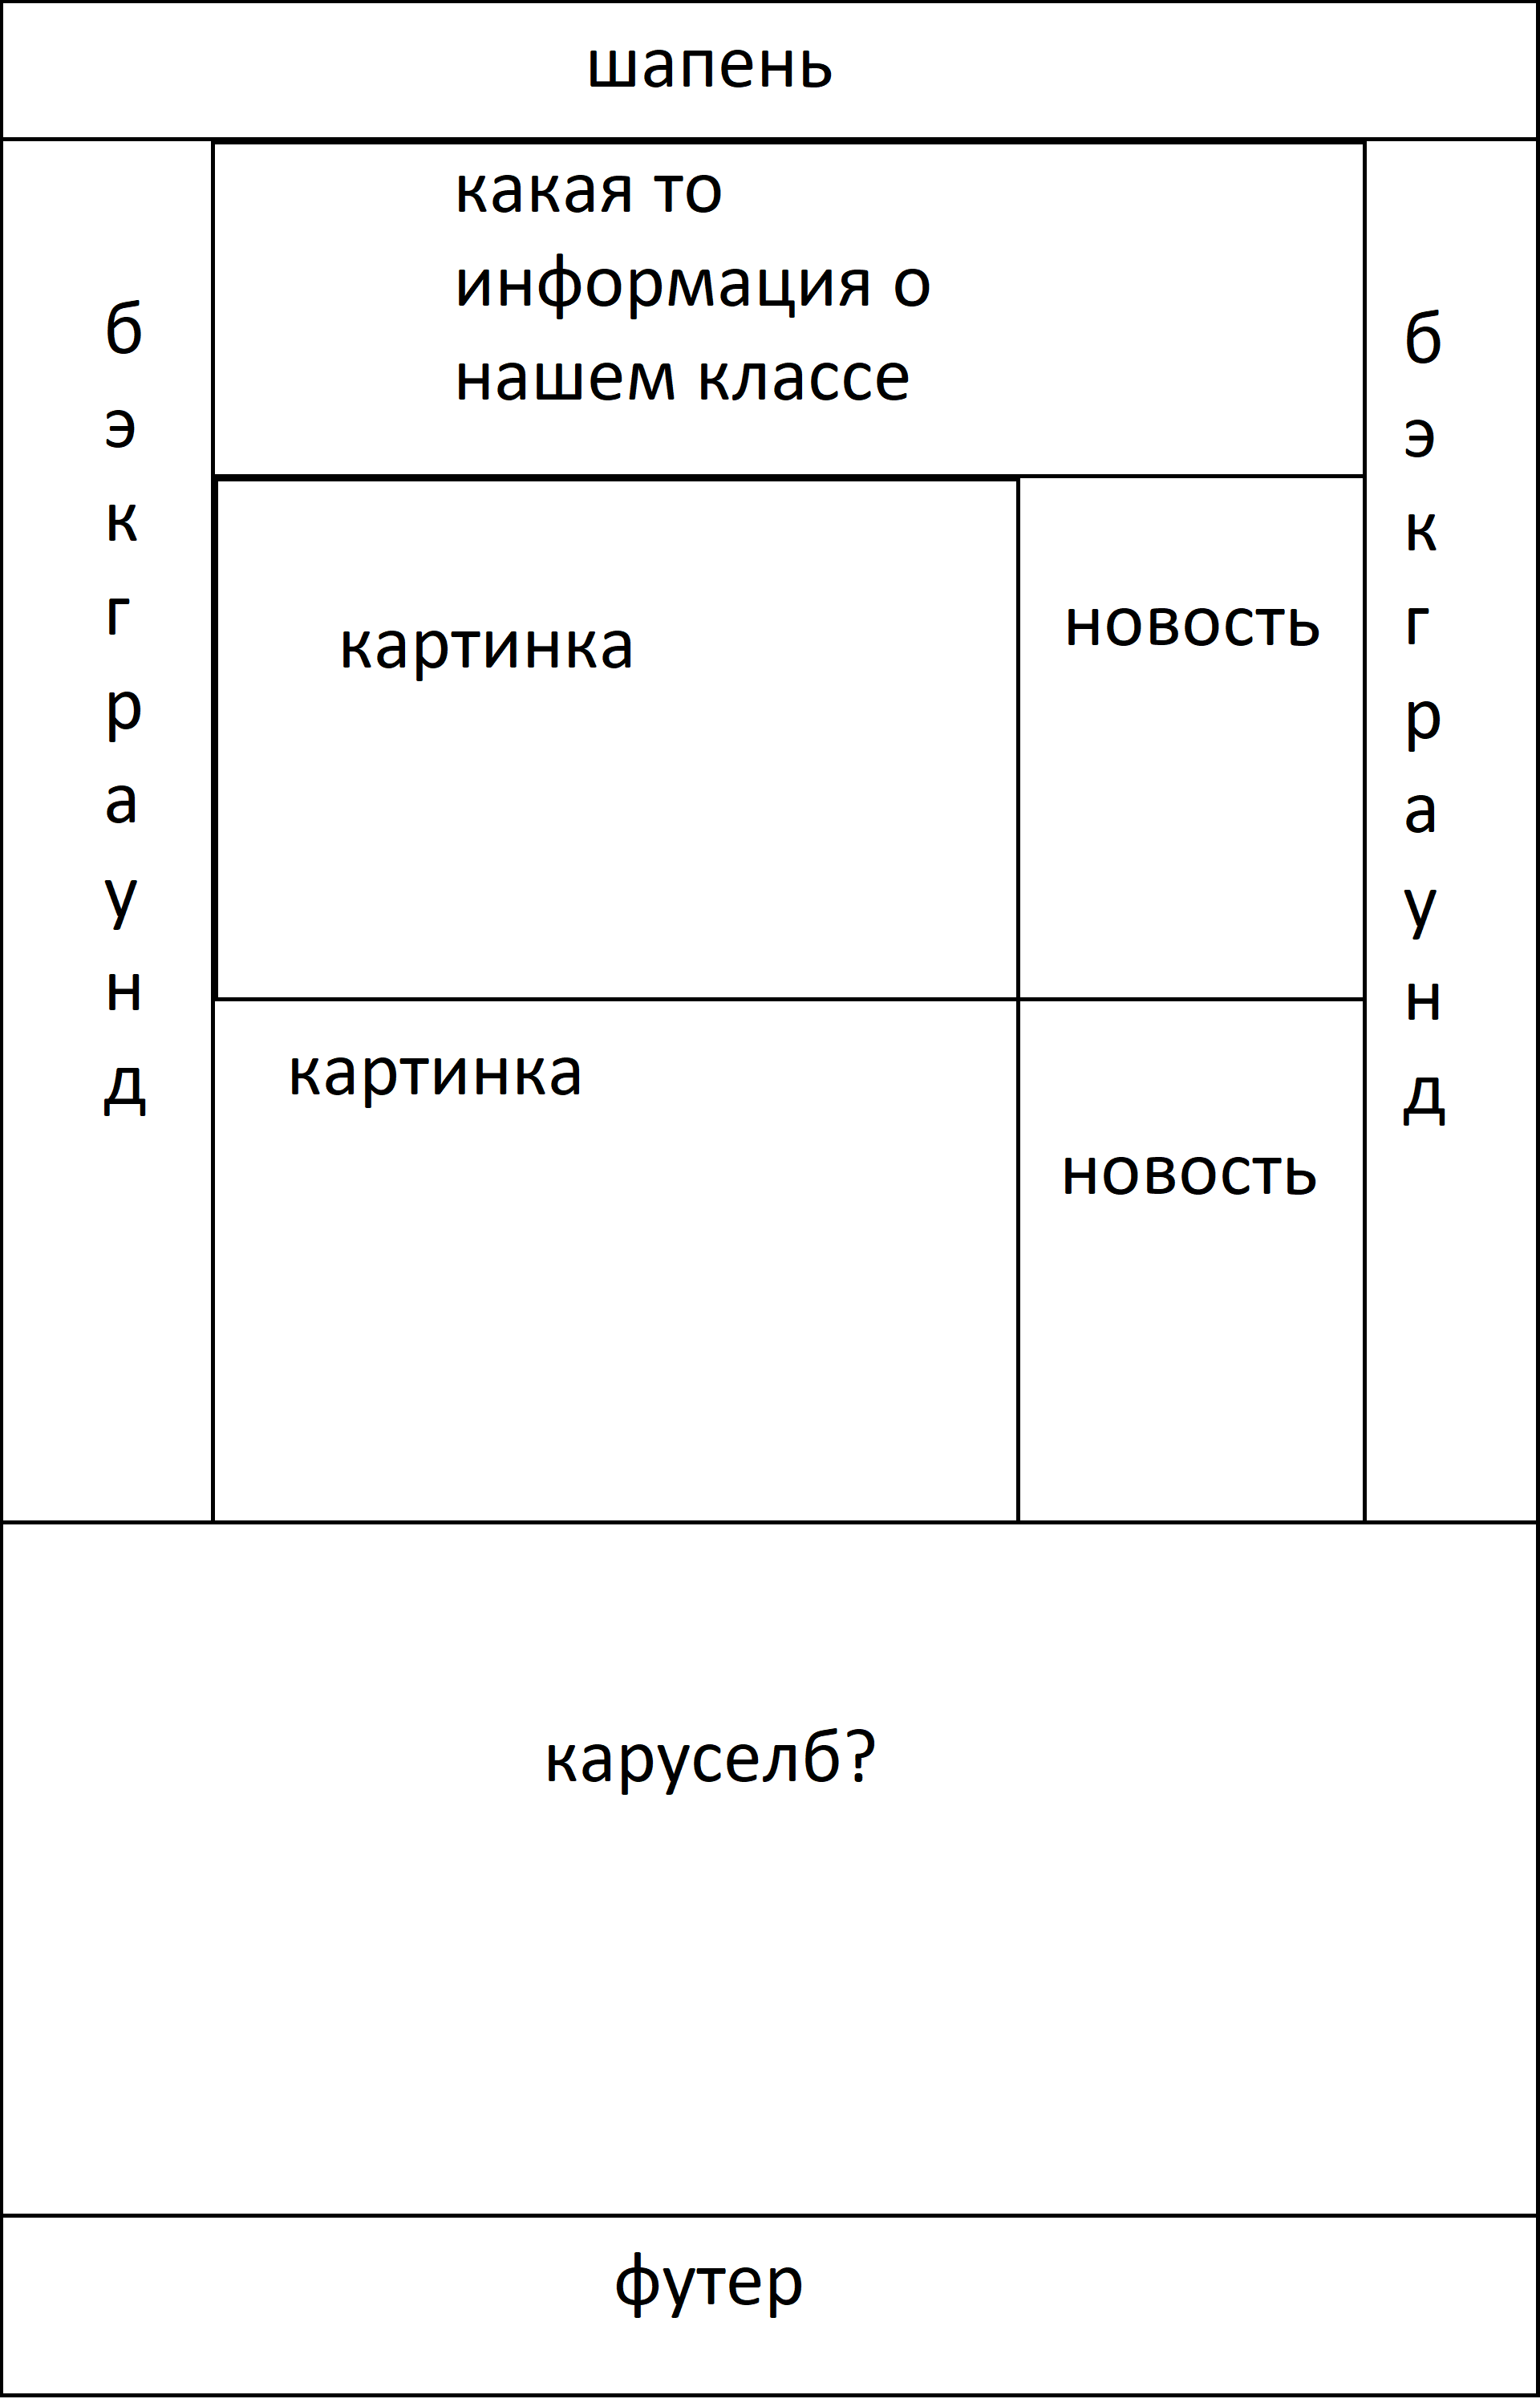 шапень
какая то
информация о
нашем классе
б
э
к
г
р
а
у
н
д
картинка
новость
б
э
к
г
р
а
у
н
д
картинка
новость
каруселб?
футер